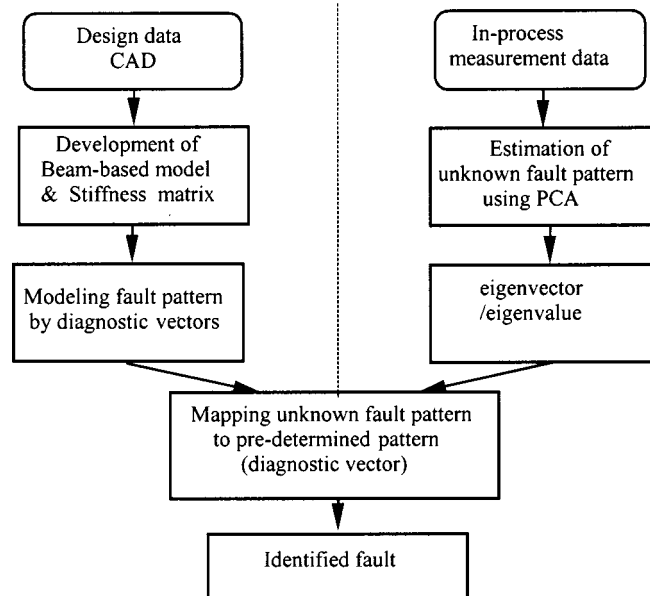 Design data
CAD
Development of
Beam-based model
& Stiffness matrix
Modeling fault pattern
by diagnostic vectors
In-process
measurement data
Estimation of
unknown fault pattern
using PCA
eigenvector
/eigenvalue
Mapping unknown fault pattern
to pre-determined pattern
(diagnostic vector)
Identified fault